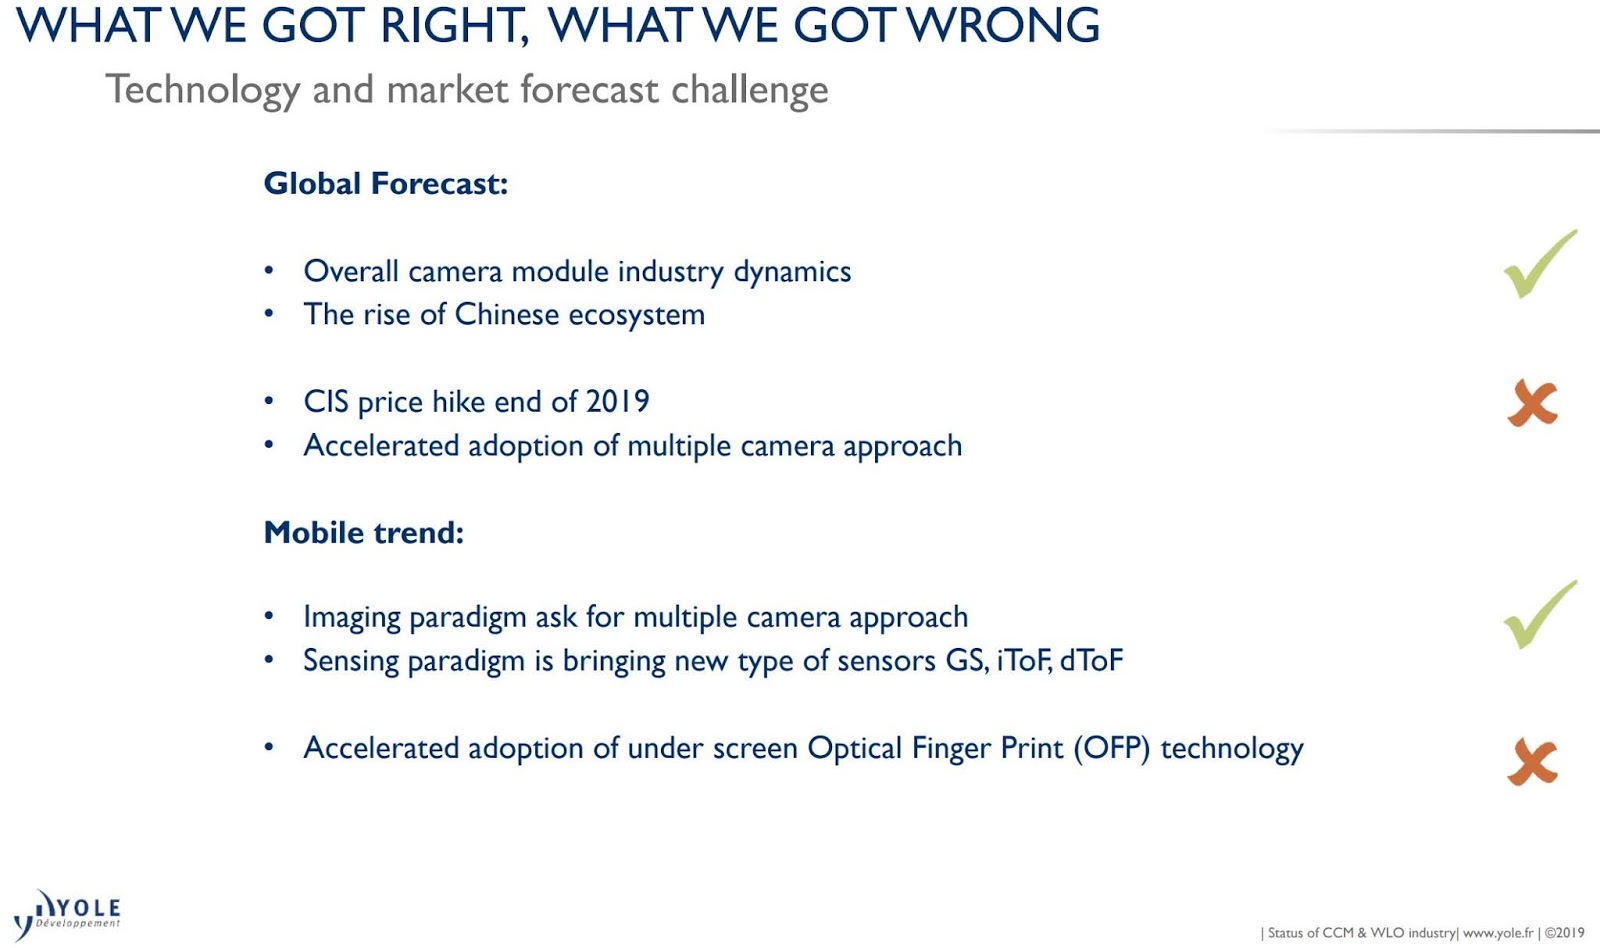 WHAT WE GOT RIGHT, WHAT WE GOT WRONG
Technology and market forecast challenge
Global Forecast:
• Overall camera module industry dynamics
• The rise of Chinese ecosystem
• CIS price hike end of 2019
• Accelerated adoption of multiple camera approach
Mobile trend:
• Imaging paradigm ask for multiple camera approach
• Sensing paradigm is bringing new type of sensors GS, iToF, dToF
• Accelerated adoption of under screen Optical Finger Print (OFP) technology
YOLE
Développement
| Status of CCM & WLO industry| www.yole.fr | ©2019